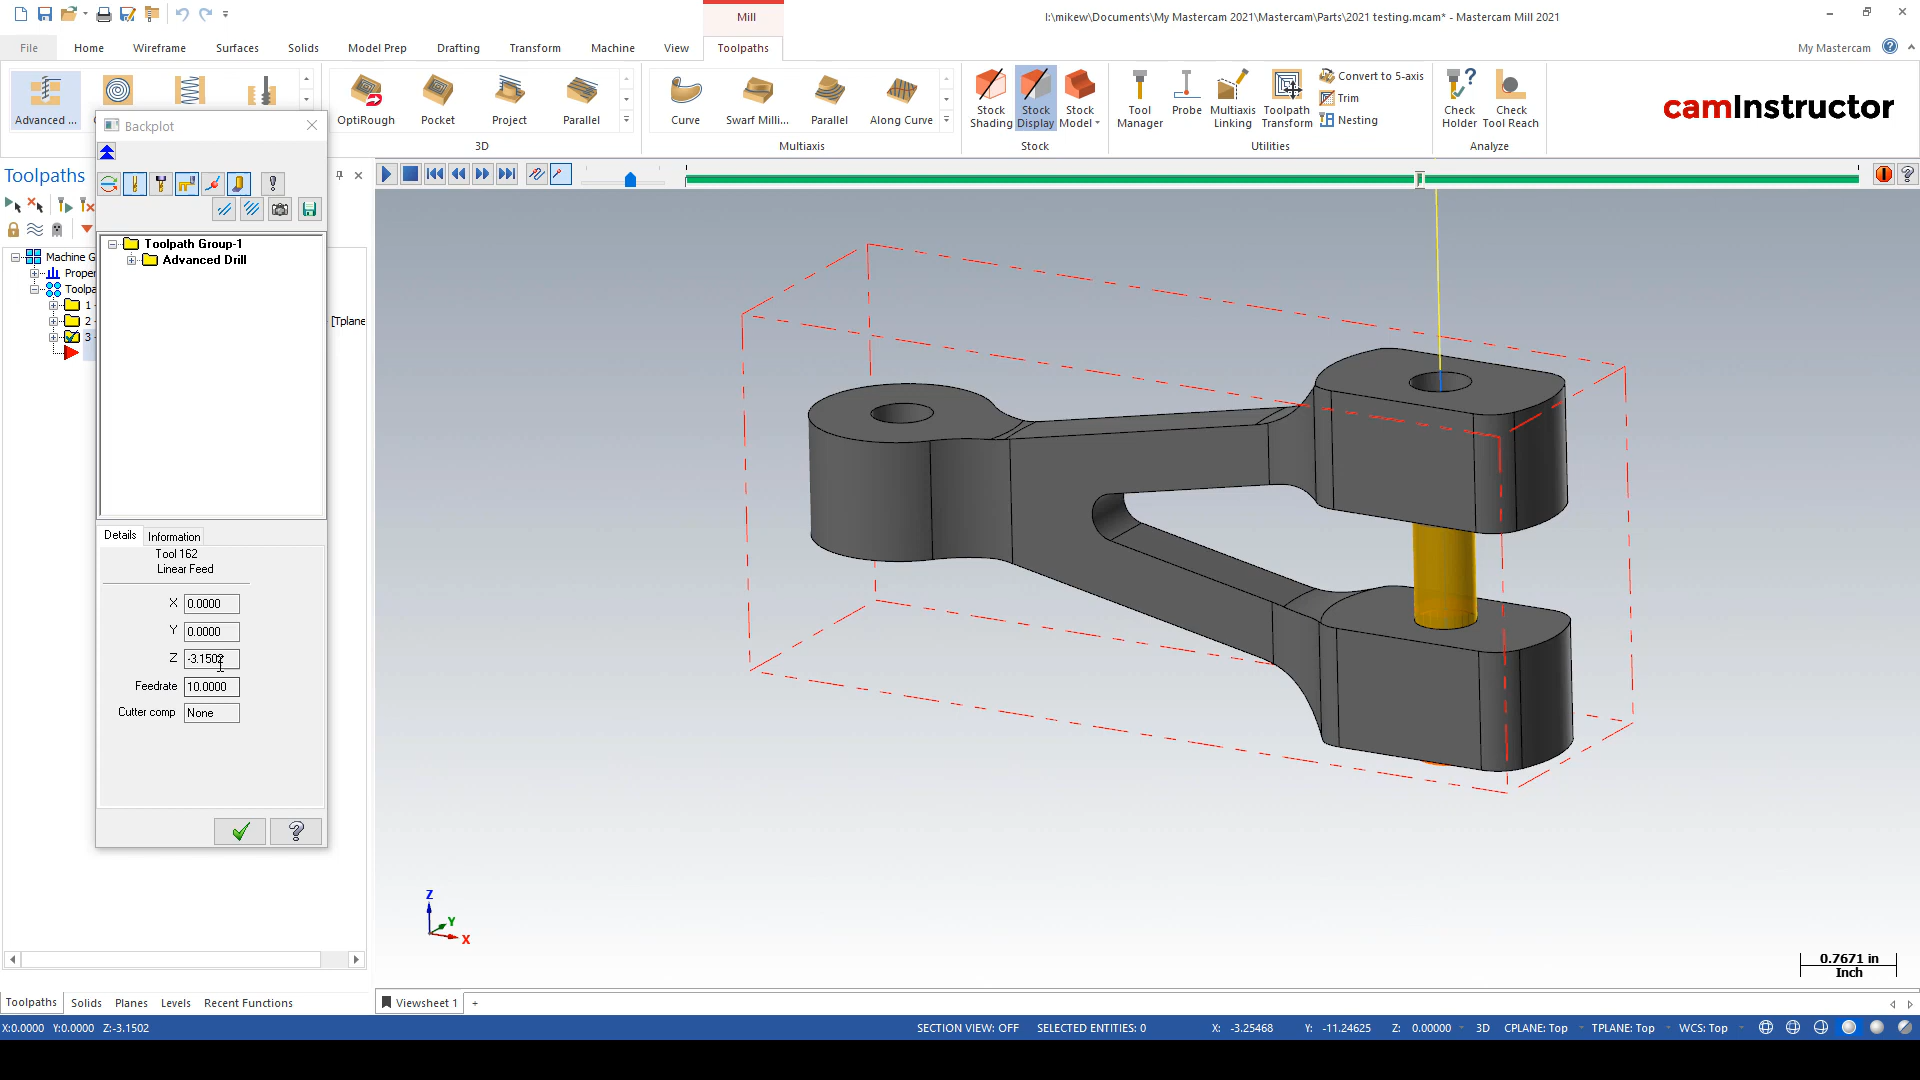 Mill
I:\mikew\Documents\My Mastercam 2021\Mastercam\Parts\2021 testing.mcam* - Mastercam Mill 2021
File
Home
Wireframe
Surfaces
Solids
Model Prep
Drafting
Transform
Machine
View
Toolpaths
My Mastercam
Advanced ...
OptiRough
Pocket
Project
Parallel
3D
Curve
Swarf Milli...
Parallel
Along Curve
Multiaxis
Stock Shading
Stock Display
Stock Model
Stock
Tool Manager
Probe
Multiaxis Linking
Toolpath Transform
Convert to 5-axis
Trim
Nesting
Utilities
Check Holder
Check Tool Reach
Analyze
camInstructor
Backplot
Toolpaths
Machine G
Proper
Toolpa
1
2
3
[Tplane
Toolpath Group-1
Advanced Drill
Details
Information
Tool 162
Linear Feed
X 0.0000
Y 0.0000
Z -3.1502
Feedrate 10.0000
Cutter comp None
Z
Y
X
0.7671 in
Inch
Toolpaths
Solids
Planes
Levels
Recent Functions
Viewsheet 1
+
X:0.0000 Y:0.0000 Z:-3.1502
SECTION VIEW: OFF
SELECTED ENTITIES: 0
X: -3.25468
Y: -11.24625
Z: 0.00000
3D
CPLANE: Top
TPLANE: Top
WCS: Top